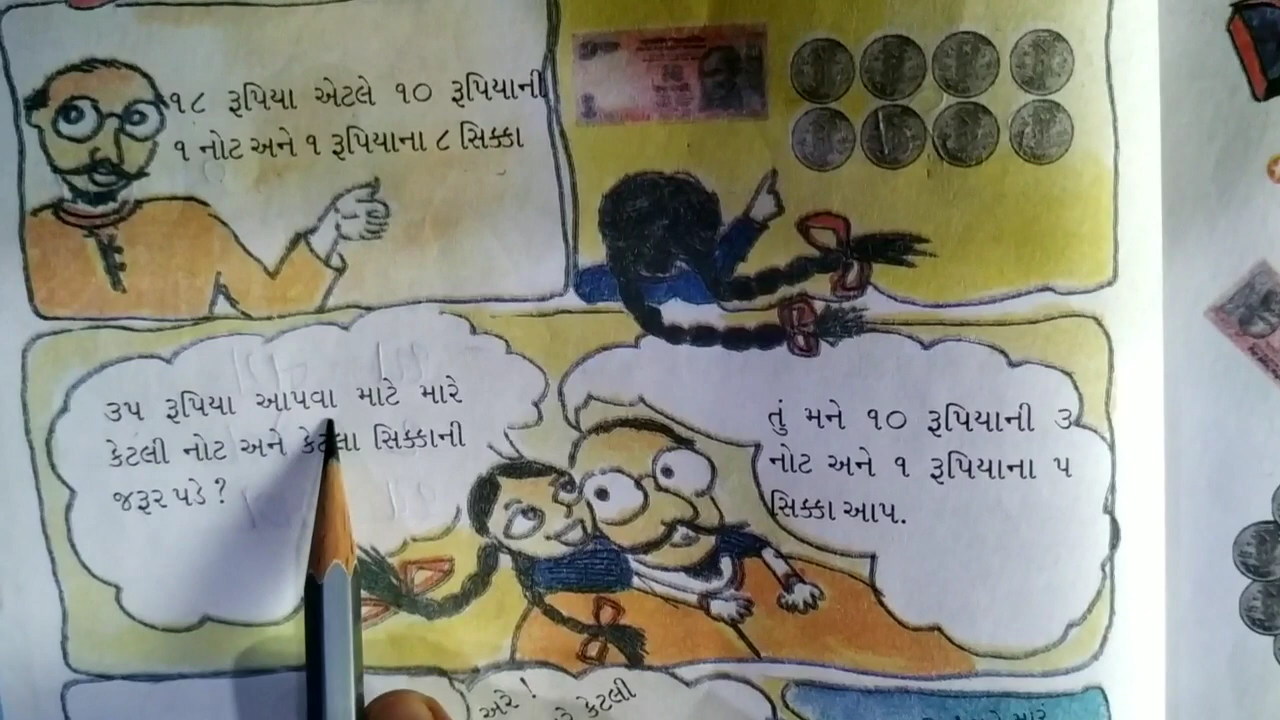 ૧૮ રૂપિયા એટલે ૧૦ રૂપિયાની
૧ નોટ અને ૧ રૂપિયાના ૮ સિક્કા
૩૫ રૂપિયા આપવા માટે મારે
કેટલી નોટ અને કેટલા સિક્કાની
જરૂર પડે ?
તું મને ૧૦ રૂપિયાની ૩
નોટ અને ૧ રૂપિયાના ૫
સિક્કા આપ.
અરે !
કેટલી